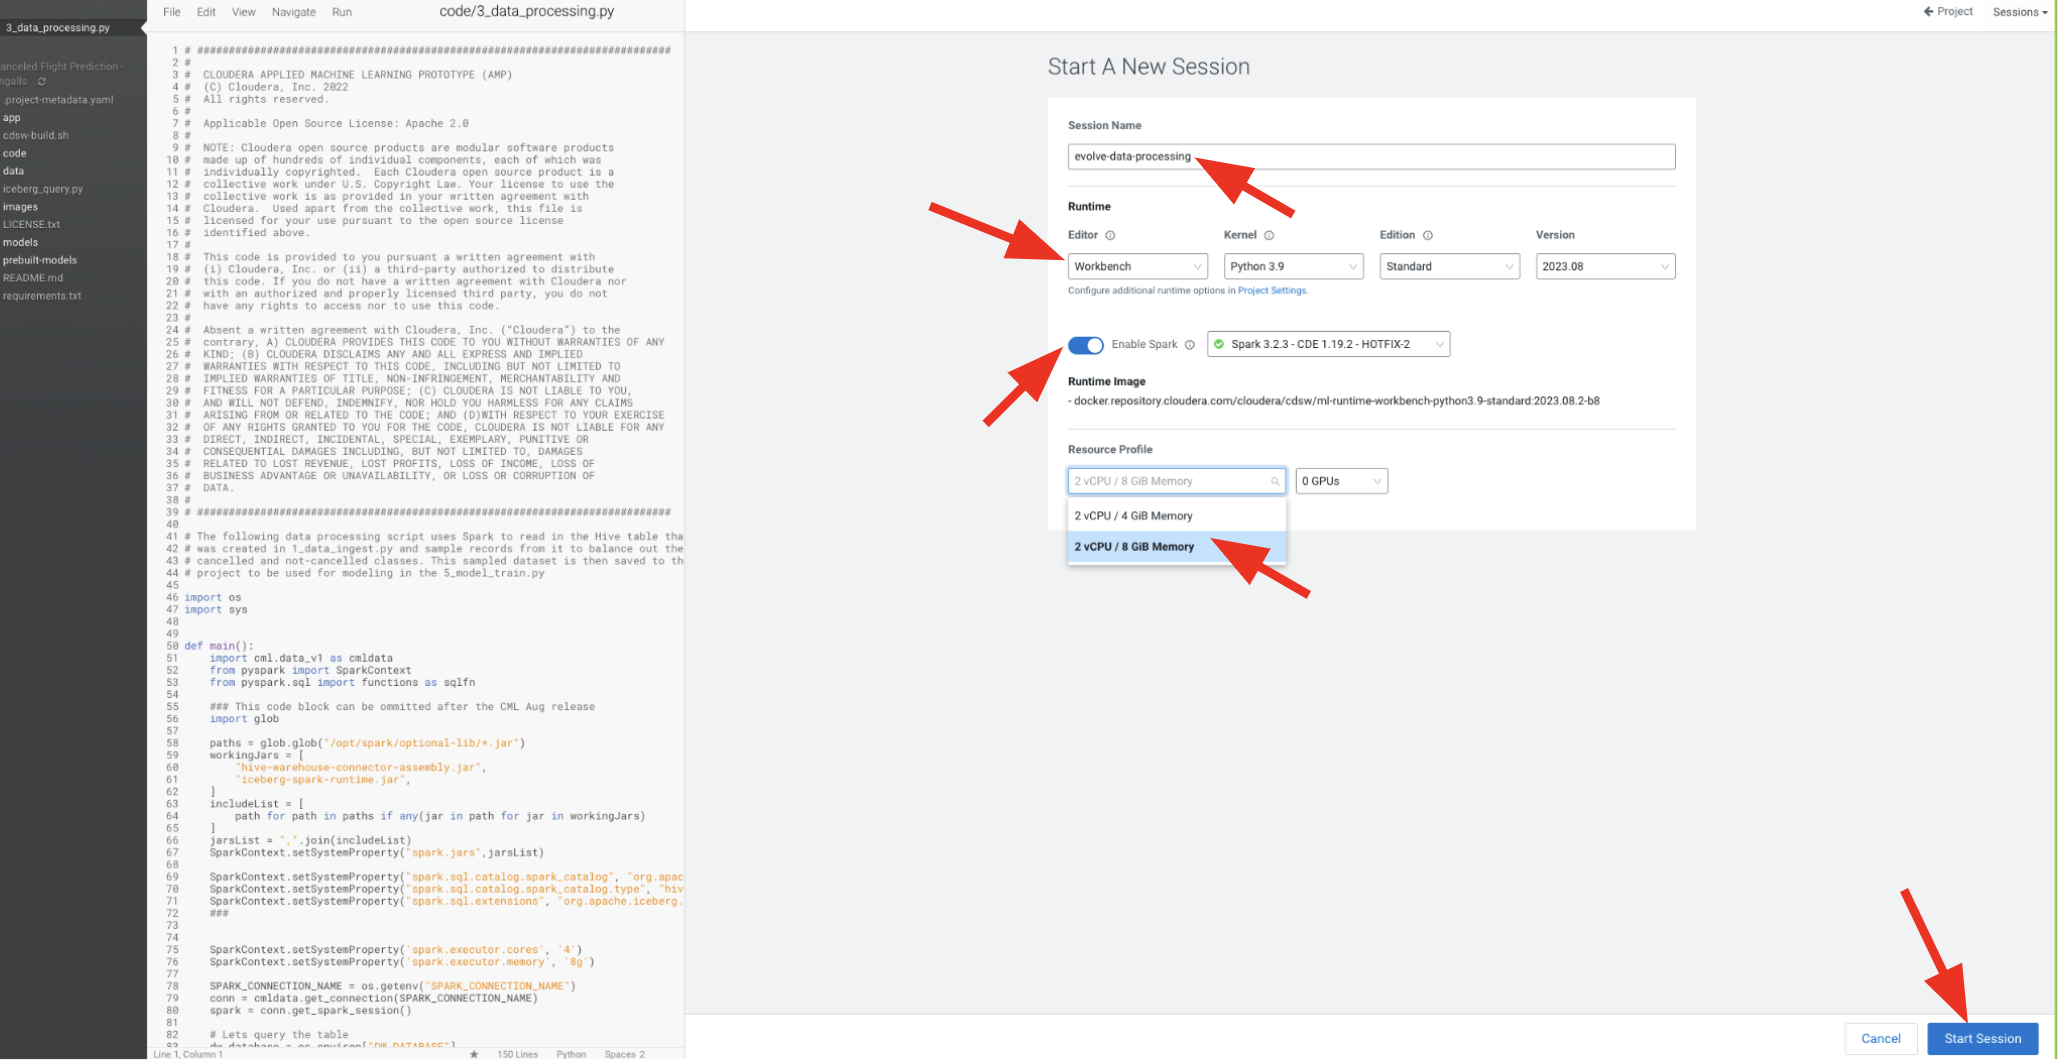 3_data_processing.py
anceled Flight Prediction -
ngalls
.project-metadata.yaml
app
cdsw-build.sh
code
data
iceberg_query.py
images
LICENSE.txt
models
prebuilt-models
README.md
requirements.txt
File Edit View Navigate Run code/3_data_processing.py
1 # ###########################################################################
2 #
3 # CLOUDERA APPLIED MACHINE LEARNING PROTOTYPE (AMP)
4 # (C) Cloudera, Inc. 2022
5 # All rights reserved.
6 #
7 # Applicable Open Source License: Apache 2.0
8 #
9 # NOTE: Cloudera open source products are modular software products
10 # made up of hundreds of individual components, each of which was
11 # individually copyrighted. Each Cloudera open source product is a
12 # collective work under U.S. Copyright Law. Your license to use the
13 # collective work is as provided in your written agreement with
14 # Cloudera. Used apart from the collective work, this file is
15 # licensed for your use pursuant to the open source license
16 # identified above.
17 #
18 # This code is provided to you pursuant a written agreement with
19 # (i) Cloudera, Inc. or (ii) a third-party authorized to distribute
20 # this code. If you do not have a written agreement with Cloudera nor
21 # with an authorized and properly licensed third party, you do not
22 # have any rights to access nor to use this code.
23 #
24 # Absent a written agreement with Cloudera, Inc. (“Cloudera”) to the
25 # contrary, A) CLOUDERA PROVIDES THIS CODE TO YOU WITHOUT WARRANTIES OF ANY
26 # KIND; (B) CLOUDERA DISCLAIMS ANY AND ALL EXPRESS AND IMPLIED
27 # WARRANTIES WITH RESPECT TO THIS CODE, INCLUDING BUT NOT LIMITED TO
28 # IMPLIED WARRANTIES OF TITLE, NON-INFRINGEMENT, MERCHANTABILITY AND
29 # FITNESS FOR A PARTICULAR PURPOSE; (C) CLOUDERA IS NOT LIABLE TO YOU,
30 # AND WILL NOT DEFEND, INDEMNIFY, NOR HOLD YOU HARMLESS FOR ANY CLAIMS
31 # ARISING FROM OR RELATED TO THE CODE; AND (D)WITH RESPECT TO YOUR EXERCISE
32 # OF ANY RIGHTS GRANTED TO YOU FOR THE CODE, CLOUDERA IS NOT LIABLE FOR ANY
33 # DIRECT, INDIRECT, INCIDENTAL, SPECIAL, EXEMPLARY, PUNITIVE OR
34 # CONSEQUENTIAL DAMAGES INCLUDING, BUT NOT LIMITED TO, DAMAGES
35 # RELATED TO LOST REVENUE, LOST PROFITS, LOSS OF INCOME, LOSS OF
36 # BUSINESS ADVANTAGE OR UNAVAILABILITY, OR LOSS OR CORRUPTION OF
37 # DATA.
38 #
39 # ###########################################################################
40
41 # The following data processing script uses Spark to read in the Hive table tha
42 # was created in 1_data_ingest.py and sample records from it to balance out the
43 # cancelled and not-cancelled classes. This sampled dataset is then saved to th
44 # project to be used for modeling in the 5_model_train.py
45
46 import os
47 import sys
48
49
50 def main():
51 import cml.data_v1 as cmldata
52 from pyspark import SparkContext
53 from pyspark.sql import functions as sqlfn
54
55 ### This code block can be ommitted after the CML Aug release
56 import glob
57
58 paths = glob.glob("/opt/spark/optional-lib/*.jar")
59 workingJars = [
60 "hive-warehouse-connector-assembly.jar",
61 "iceberg-spark-runtime.jar",
62 ]
63 includeList = [
64 path for path in paths if any(jar in path for jar in workingJars)
65 ]
66 jarsList = ",".join(includeList)
67 SparkContext.setSystemProperty("spark.jars",jarsList)
68
69 SparkContext.setSystemProperty("spark.sql.catalog.spark_catalog", "org.apac
70 SparkContext.setSystemProperty("spark.sql.catalog.spark_catalog.type", "hiv
71 SparkContext.setSystemProperty("spark.sql.extensions", "org.apache.iceberg.
72 ###
73
74
75 SparkContext.setSystemProperty('spark.executor.cores', '4')
76 SparkContext.setSystemProperty('spark.executor.memory', '8g')
77
78 SPARK_CONNECTION_NAME = os.getenv("SPARK_CONNECTION_NAME")
79 conn = cmldata.get_connection(SPARK_CONNECTION_NAME)
80 spark = conn.get_spark_session()
81
82 # Lets query the table
83 dw_database = os.environ["DW_DATABASE"]
Line 1, Column 1 ★ 150 Lines Python Spaces 2
Project Sessions
Start A New Session
Session Name
evolve-data-processing
Runtime
Editor Kernel Edition Version
Workbench Python 3.9 Standard 2023.08
Configure additional runtime options in Project Settings.
Enable Spark Spark 3.2.3 - CDE 1.19.2 - HOTFIX-2
Runtime Image
- docker.repository.cloudera.com/cloudera/cdsw/ml-runtime-workbench-python3.9-standard:2023.08.2-b8
Resource Profile
2 vCPU / 8 GiB Memory 0 GPUs
2 vCPU / 4 GiB Memory
2 vCPU / 8 GiB Memory
Cancel Start Session